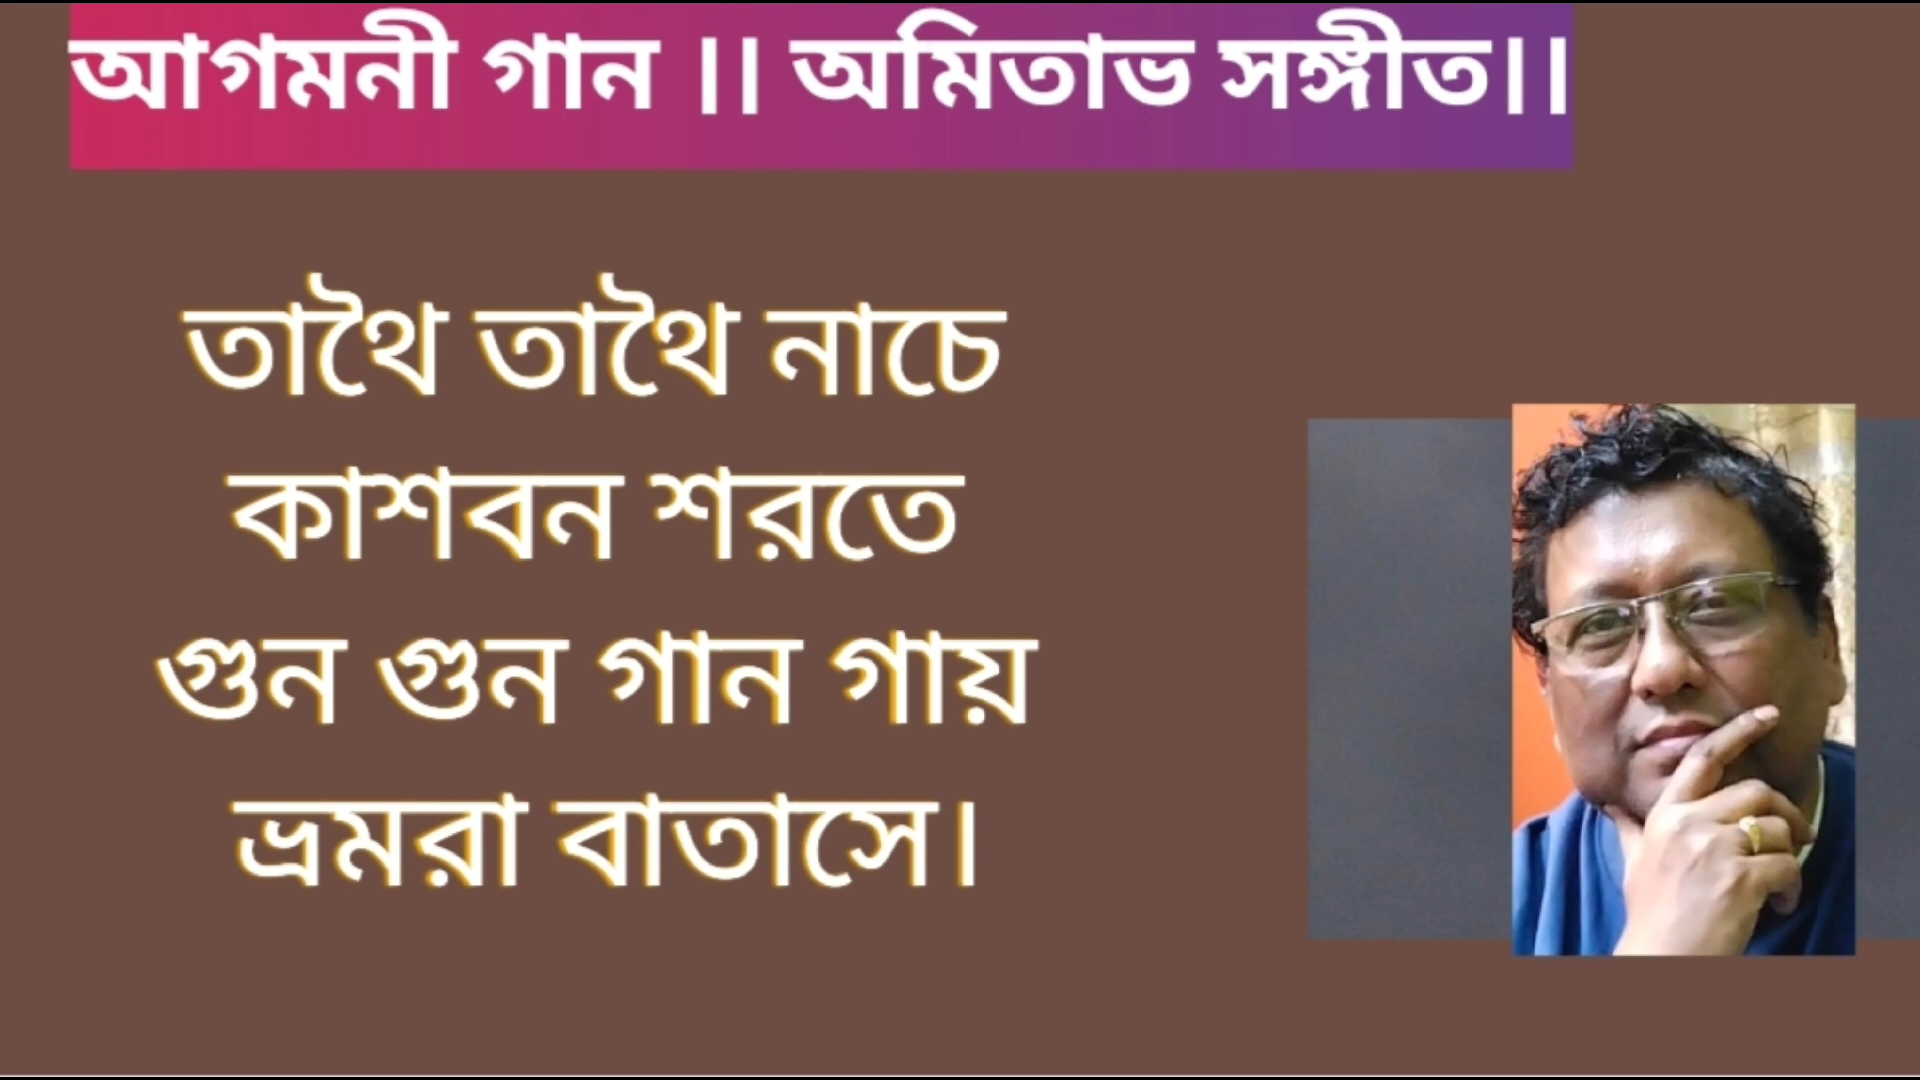 আগমনী গান ।। অমিতাভ সঙ্গীত।।
তাথৈ তাথৈ নাচে
কাশবন শরতে
গুন গুন গান গায়
ভ্রমরা বাতাসে।